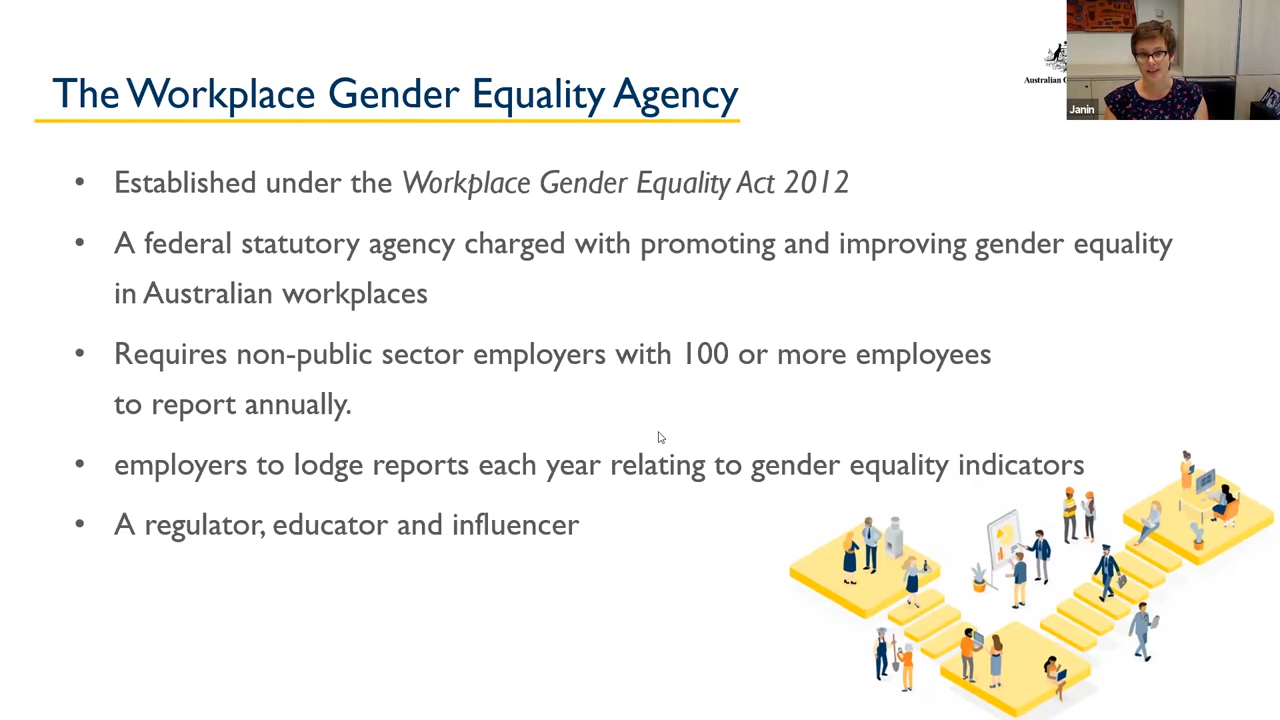 The Workplace Gender Equality Agency
Australian G
Janin
• Established under the Workplace Gender Equality Act 2012
• A federal statutory agency charged with promoting and improving gender equality
in Australian workplaces
• Requires non-public sector employers with 100 or more employees
to report annually.
• employers to lodge reports each year relating to gender equality indicators
• A regulator, educator and influencer